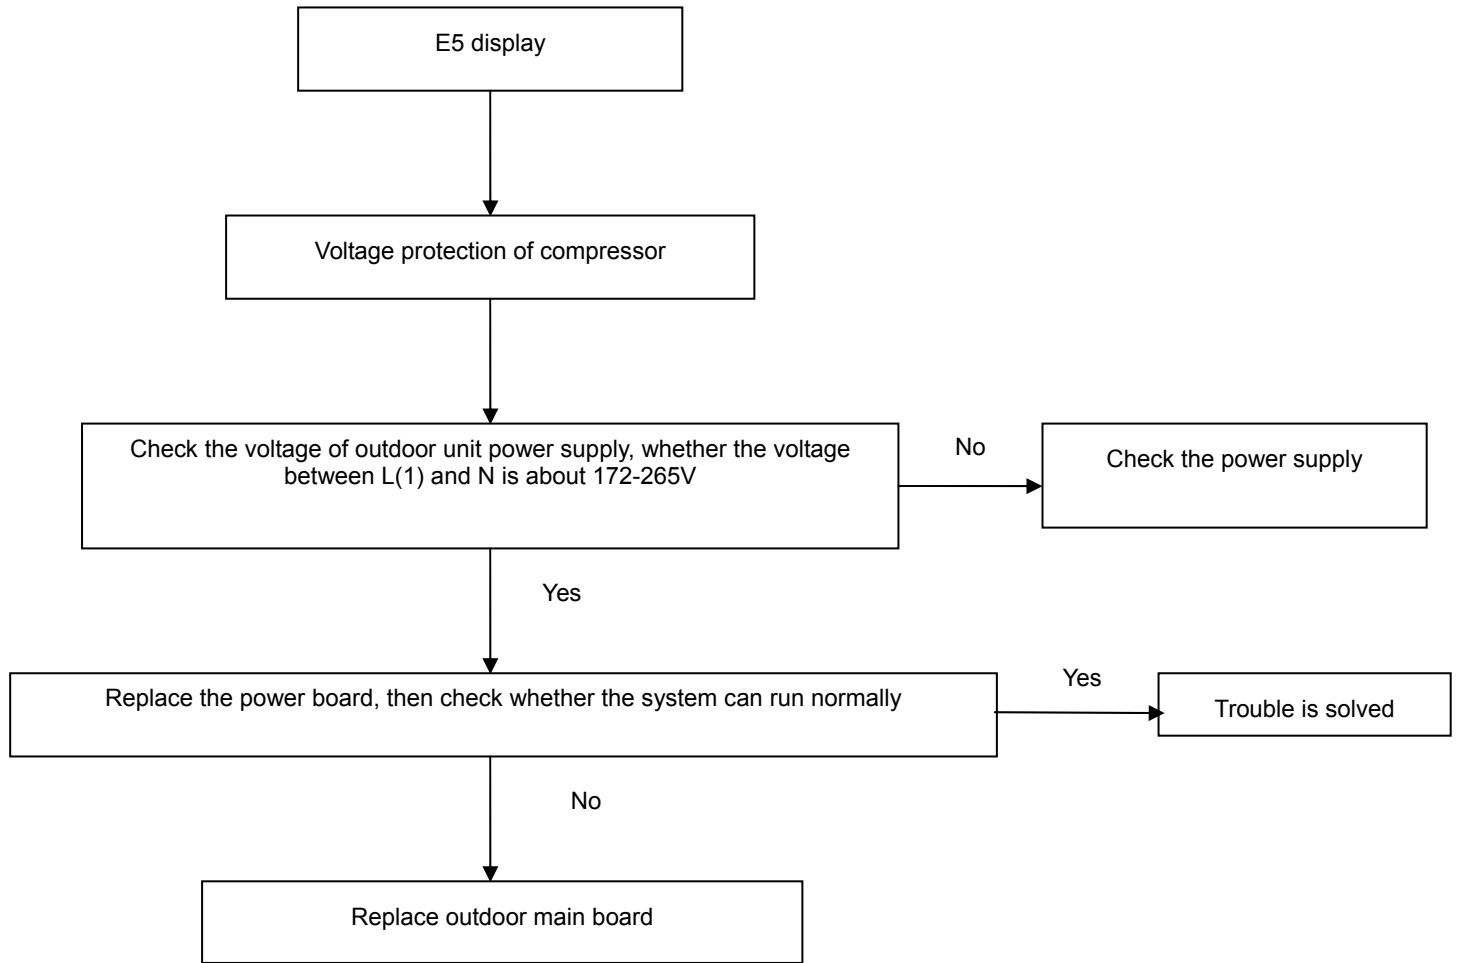 E5 display
Voltage protection of compressor
Check the voltage of outdoor unit power supply, whether the voltage
between L(1) and N is about 172-265V
No
Check the power supply
Yes
Replace the power board, then check whether the system can run normally
Yes
Trouble is solved
No
Replace outdoor main board